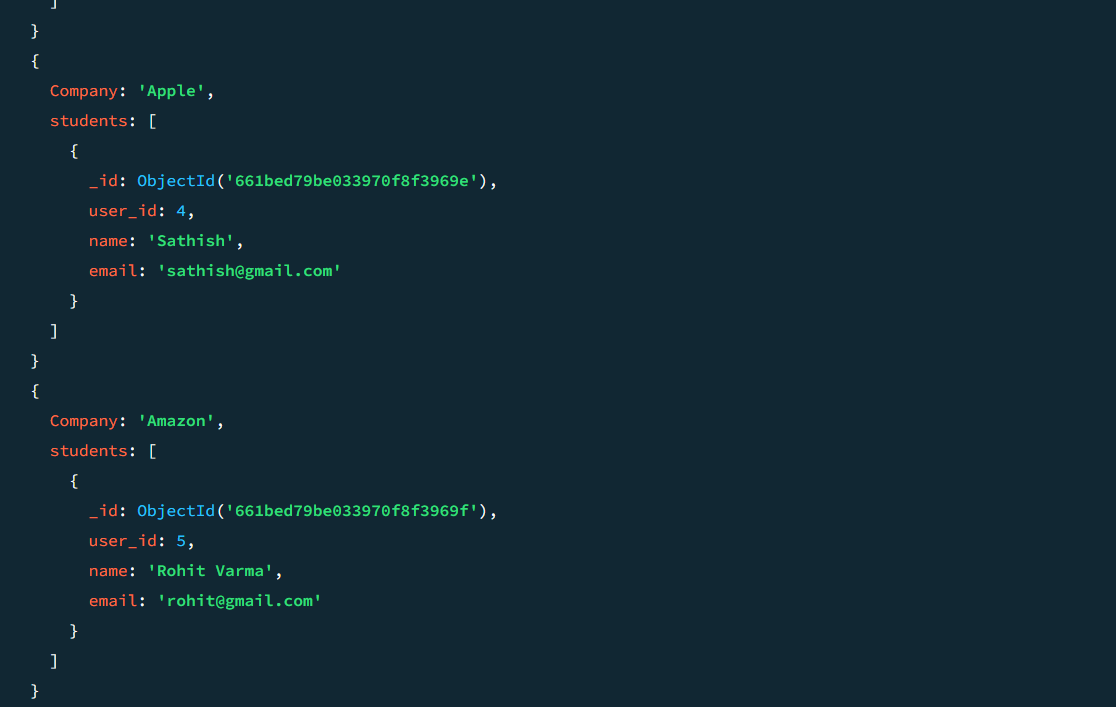 ]
}
{
Company: 'Apple',
students: [
{
_id: ObjectId('661bed79be033970f8f3969e'),
user_id: 4,
name: 'Sathish',
email: 'sathish@gmail.com'
}
]
}
{
Company: 'Amazon',
students: [
{
_id: ObjectId('661bed79be033970f8f3969f'),
user_id: 5,
name: 'Rohit Varma',
email: 'rohit@gmail.com'
}
]
}